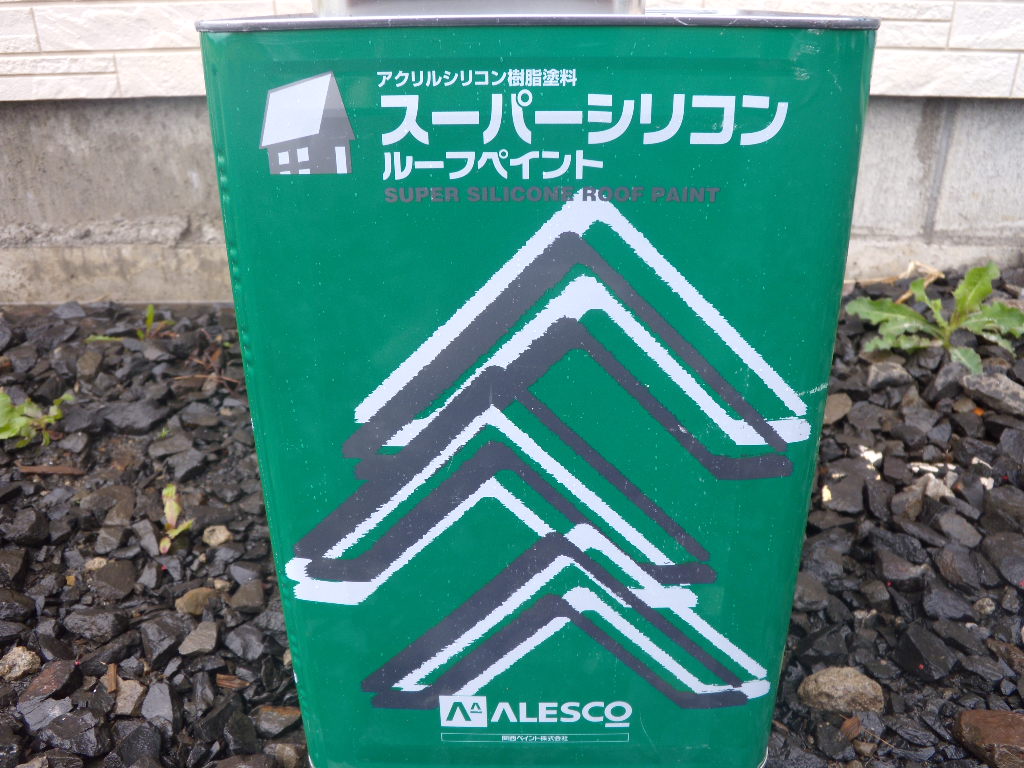 アクリルシリコン樹脂塗料
スーパーシリコン
ルーフペイント
SUPER SILICONE ROOF PAINT
ALESCO
関西ペイント株式会社